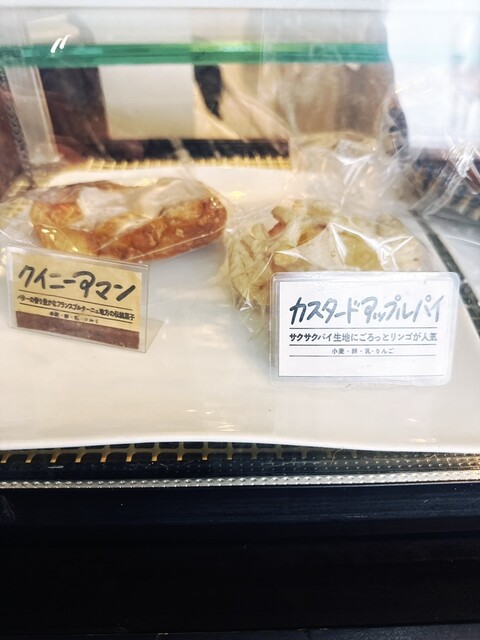 クイニーアマン
バターの香り豊かなフランスブルターニュ地方の伝統菓子
カスタードアップルパイ
サクサクパイ生地にごろっとリンゴが人気
小麦・卵・乳・りんご